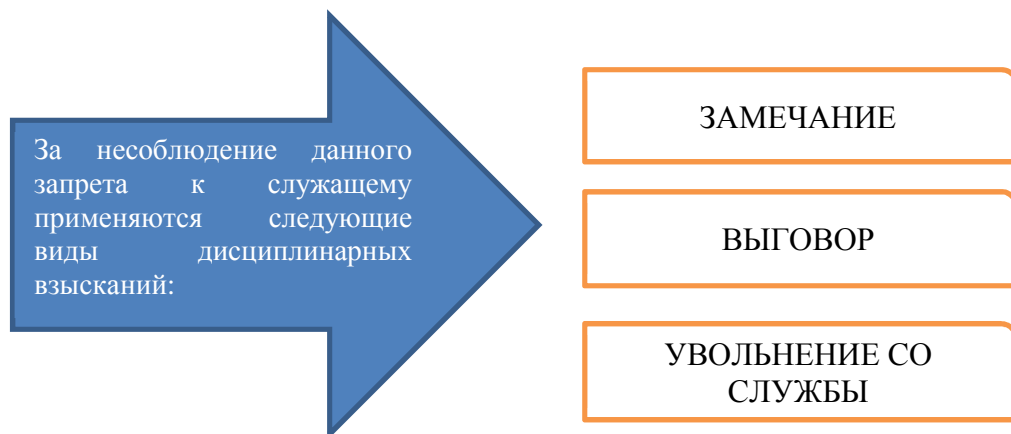 За несоблюдение данного
запрета к служащему
применяются следующие
виды дисциплинарных
взысканий:
ЗАМЕЧАНИЕ
ВЫГОВОР
УВОЛЬНЕНИЕ СО
СЛУЖБЫ